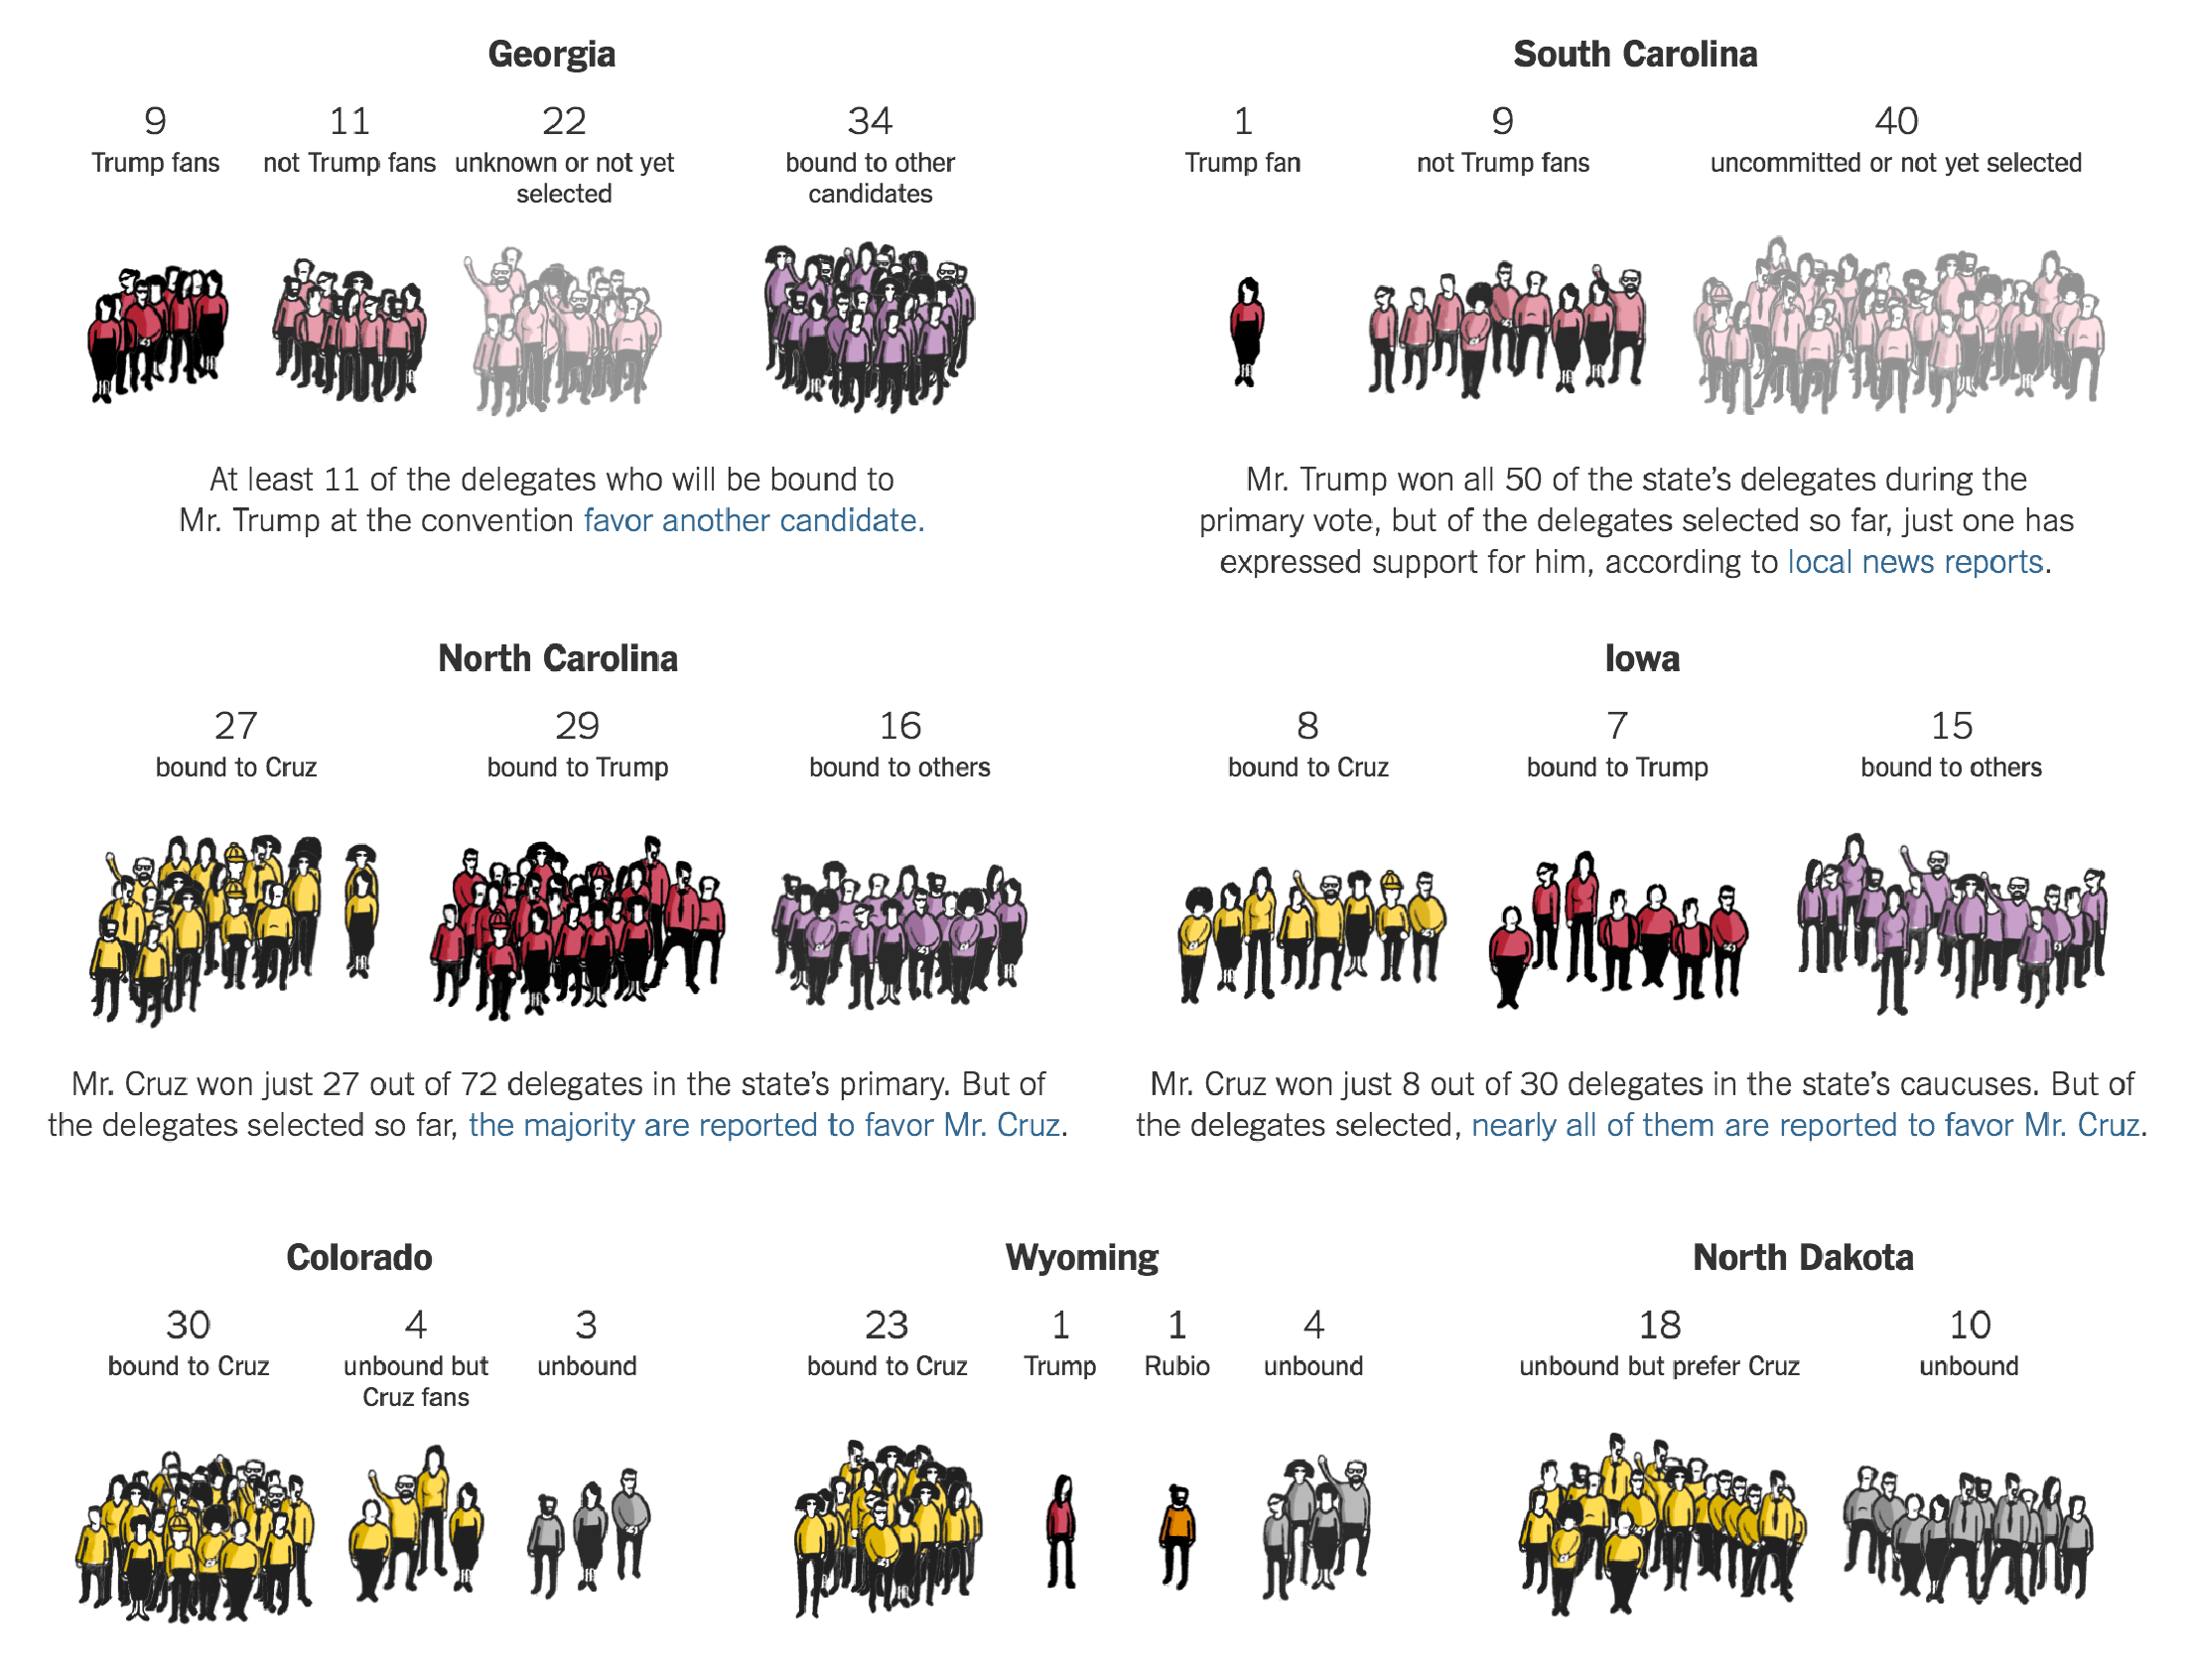 Georgia
9
Trump fans
11
not Trump fans
22
unknown or not yet
selected
34
bound to other
candidates
At least 11 of the delegates who will be bound to
Mr. Trump at the convention favor another candidate.
South Carolina
1
Trump fan
9
not Trump fans
40
uncommitted or not yet selected
Mr. Trump won all 50 of the state’s delegates during the
primary vote, but of the delegates selected so far, just one has
expressed support for him, according to local news reports.
North Carolina
27
bound to Cruz
29
bound to Trump
16
bound to others
Mr. Cruz won just 27 out of 72 delegates in the state’s primary. But of
the delegates selected so far, the majority are reported to favor Mr. Cruz.
Iowa
8
bound to Cruz
7
bound to Trump
15
bound to others
Mr. Cruz won just 8 out of 30 delegates in the state’s caucuses. But of
the delegates selected, nearly all of them are reported to favor Mr. Cruz.
Colorado
30
bound to Cruz
4
unbound but
Cruz fans
3
unbound
Wyoming
23
bound to Cruz
1
Trump
1
Rubio
4
unbound
North Dakota
18
unbound but prefer Cruz
10
unbound